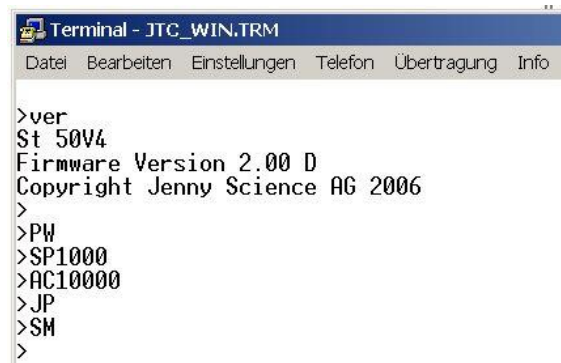 Terminal - JTC_WIN.TRM
Datei Bearbeiten Einstellungen Telefon Übertragung Info
>ver
St 50V4
Firmware Version 2.00 D
Copyright Jenny Science AG 2006
>
>PW
>SP1000
>AC10000
>JP
>SM
>